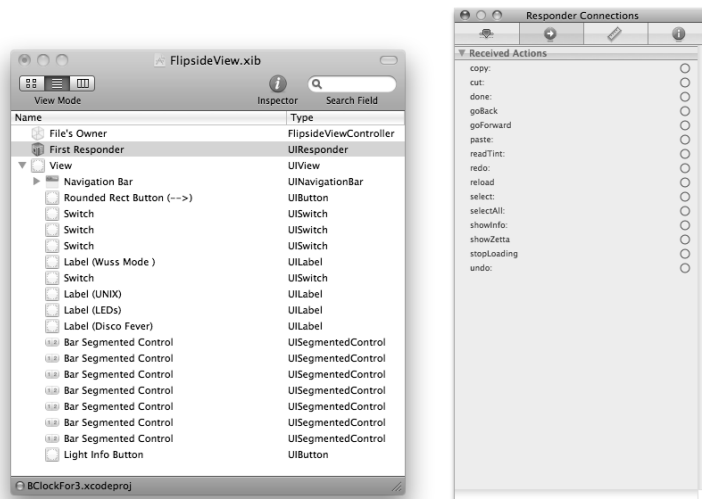 FlipsideView.xib
View Mode
Inspector
Search Field
Name Type
File's Owner FlipsideViewController
First Responder UIResponder
View UIView
Navigation Bar UINavigationBar
Rounded Rect Button (-->) UIButton
Switch UISwitch
Switch UISwitch
Switch UISwitch
Label (Wuss Mode ) UILabel
Switch UISwitch
Label (UNIX) UILabel
Label (LEDs) UILabel
Label (Disco Fever) UILabel
Bar Segmented Control UISegmentedControl
Bar Segmented Control UISegmentedControl
Bar Segmented Control UISegmentedControl
Bar Segmented Control UISegmentedControl
Bar Segmented Control UISegmentedControl
Bar Segmented Control UISegmentedControl
Bar Segmented Control UISegmentedControl
Light Info Button UIButton
BClockFor3.xcodeproj
Responder Connections
Received Actions
copy:
cut:
done:
goBack
goForward
paste:
readTint:
redo:
reload
select:
selectAll:
showInfo:
showZetta
stopLoading
undo: